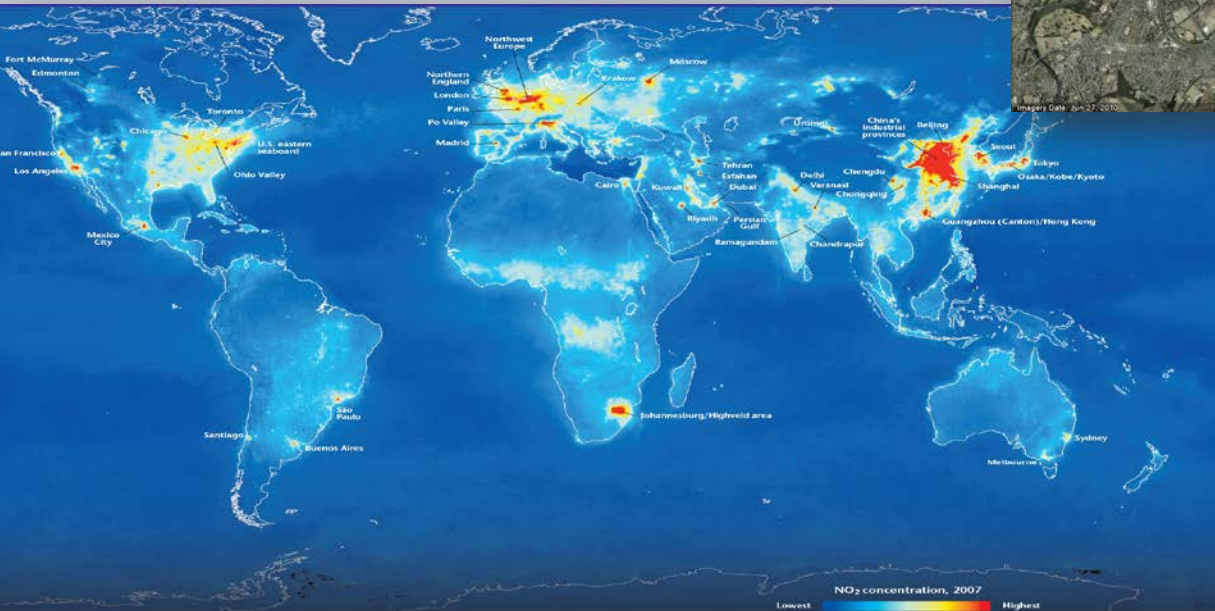 Imagery Date: Jun 27, 2010
Northwest
Europe
Fort McMurray
Edmonton
Moscow
Northern
England
Krakow
London
Paris
Toronto
Po Valley
Chicago
U.S. eastern
seaboard
Madrid
Urumqi
China's
industrial
provinces
Beijing
Seoul
San Francisco
Los Angeles
Ohio Valley
Tehran
Esfahan
Dubai
Cairo
Kuwait
Delhi
Varanasi
Chengdu
Chongqing
Tokyo
Osaka/Kobe/Kyoto
Shanghai
Riyadh
Persian
Gulf
Guangzhou (Canton)/Hong Kong
Mexico
City
Ramagundam
Chandrapur
São
Paulo
Johannesburg/Highveld area
Santiago
Buenos Aires
Sydney
Melbourne
NO₂ concentration, 2007
Lowest
Highest